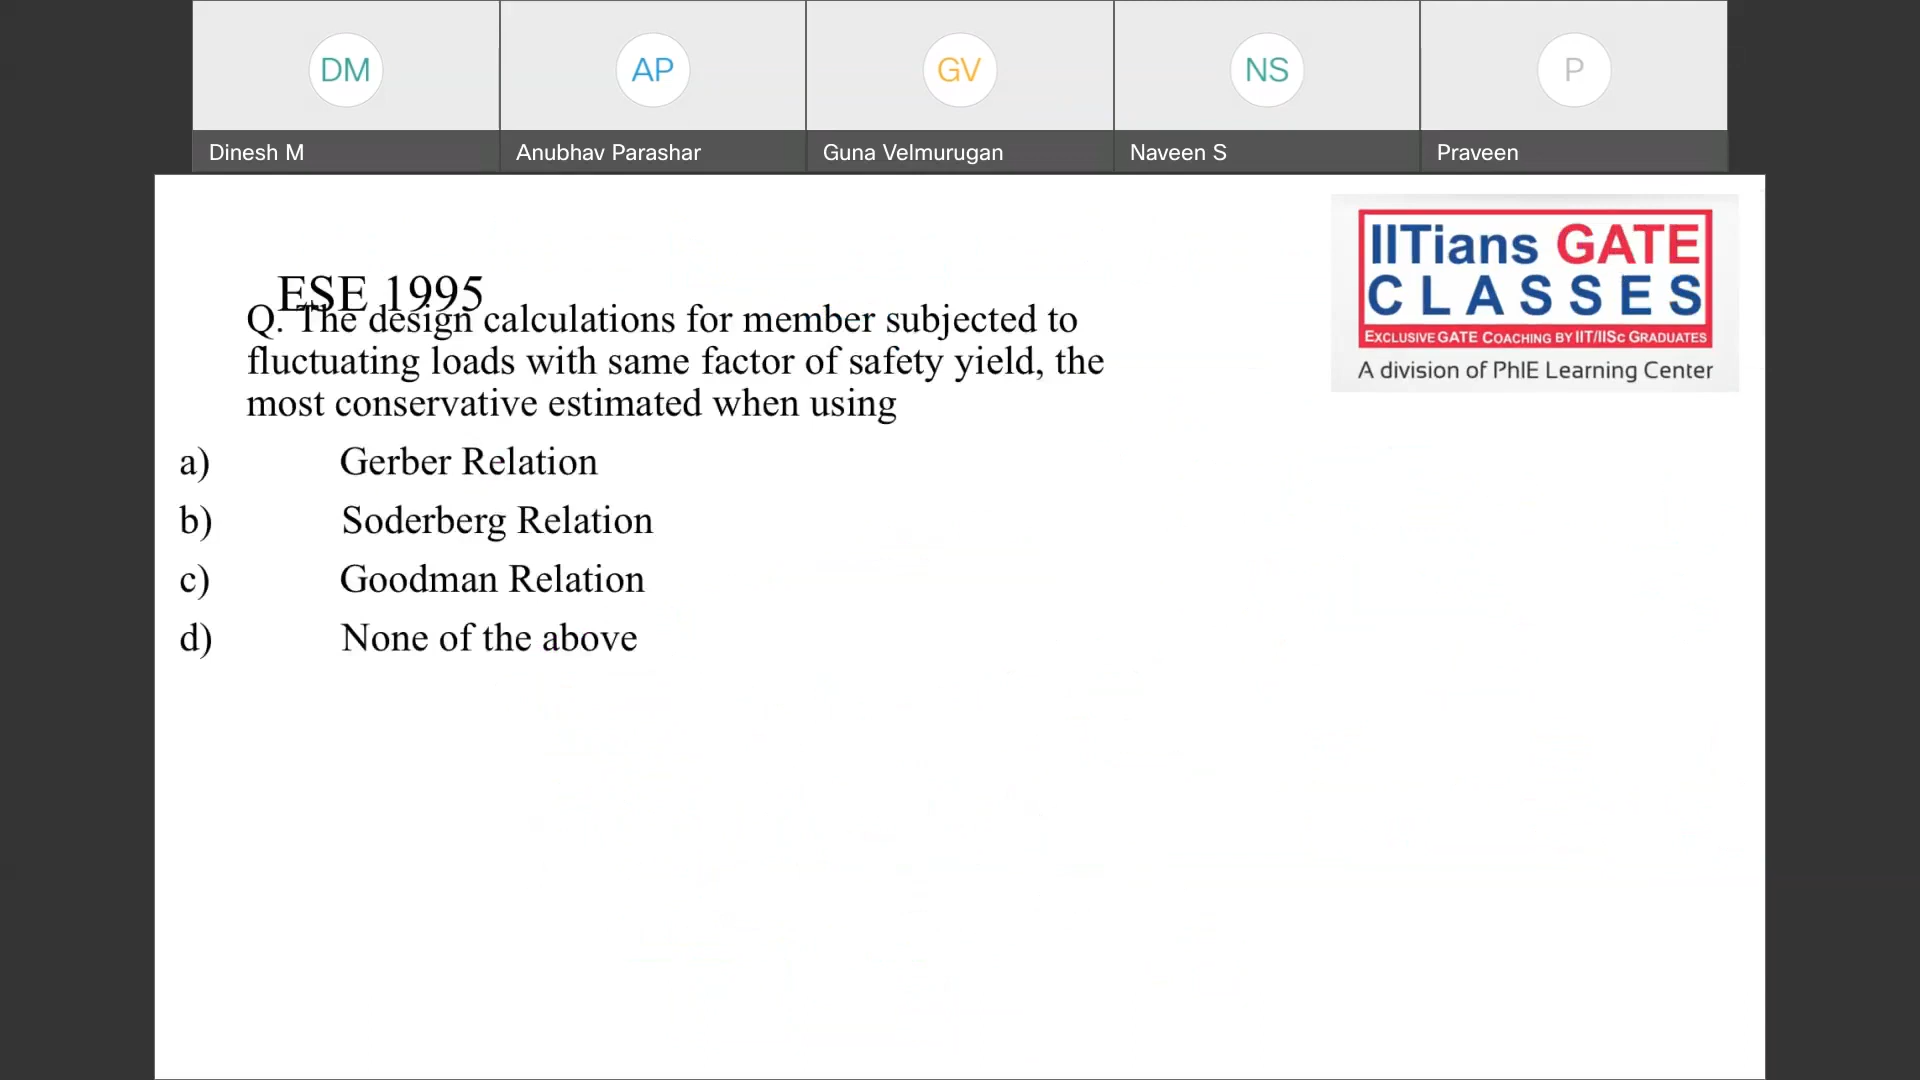 DM
AP
GV
NS
P
Dinesh M
Anubhav Parashar
Guna Velmurugan
Naveen S
Praveen
IITians GATE
CLASSES
EXCLUSIVE GATE COACHING BY IIT/IISc GRADUATES
A division of PhIE Learning Center
ESE 1995
Q. The design calculations for member subjected to
fluctuating loads with same factor of safety yield, the
most conservative estimated when using
a) Gerber Relation
b) Soderberg Relation
c) Goodman Relation
d) None of the above